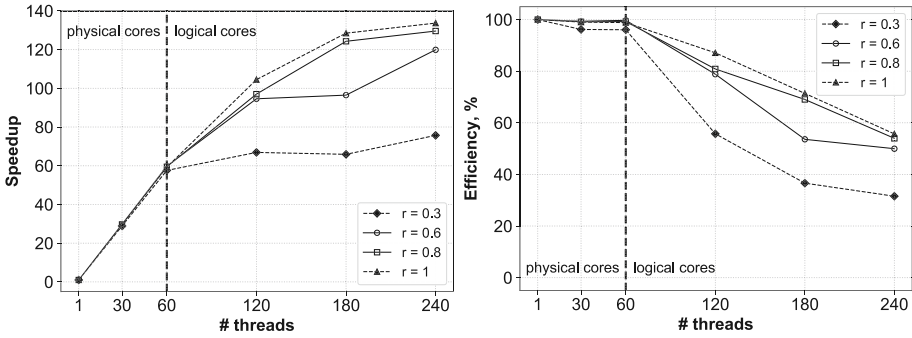 140
120
100
80
60
40
20
0
Speedup
physical cores
logical cores
r = 0.3
r = 0.6
r = 0.8
r = 1
1
30
60
120
180
240
# threads
100
80
60
40
20
0
Efficiency, %
r = 0.3
r = 0.6
r = 0.8
r = 1
physical cores
logical cores
1
30
60
120
180
240
# threads